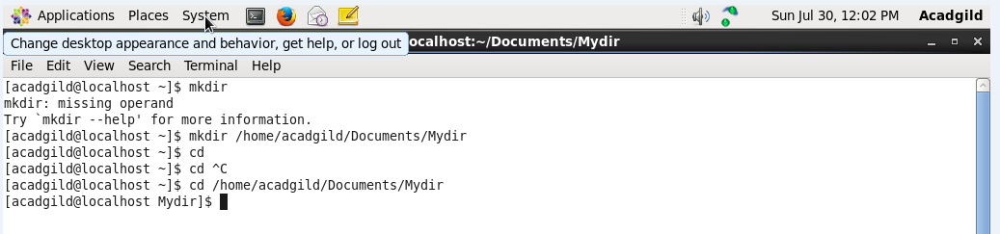 Applications Places System Sun Jul 30, 12:02 PM Acadgild
Change desktop appearance and behavior, get help, or log out
ocalhost:~/Documents/Mydir
File Edit View Search Terminal Help
[acadgild@localhost ~]$ mkdir
mkdir: missing operand
Try `mkdir --help' for more information.
[acadgild@localhost ~]$ mkdir /home/acadgild/Documents/Mydir
[acadgild@localhost ~]$ cd
[acadgild@localhost ~]$ cd ^C
[acadgild@localhost ~]$ cd /home/acadgild/Documents/Mydir
[acadgild@localhost Mydir]$